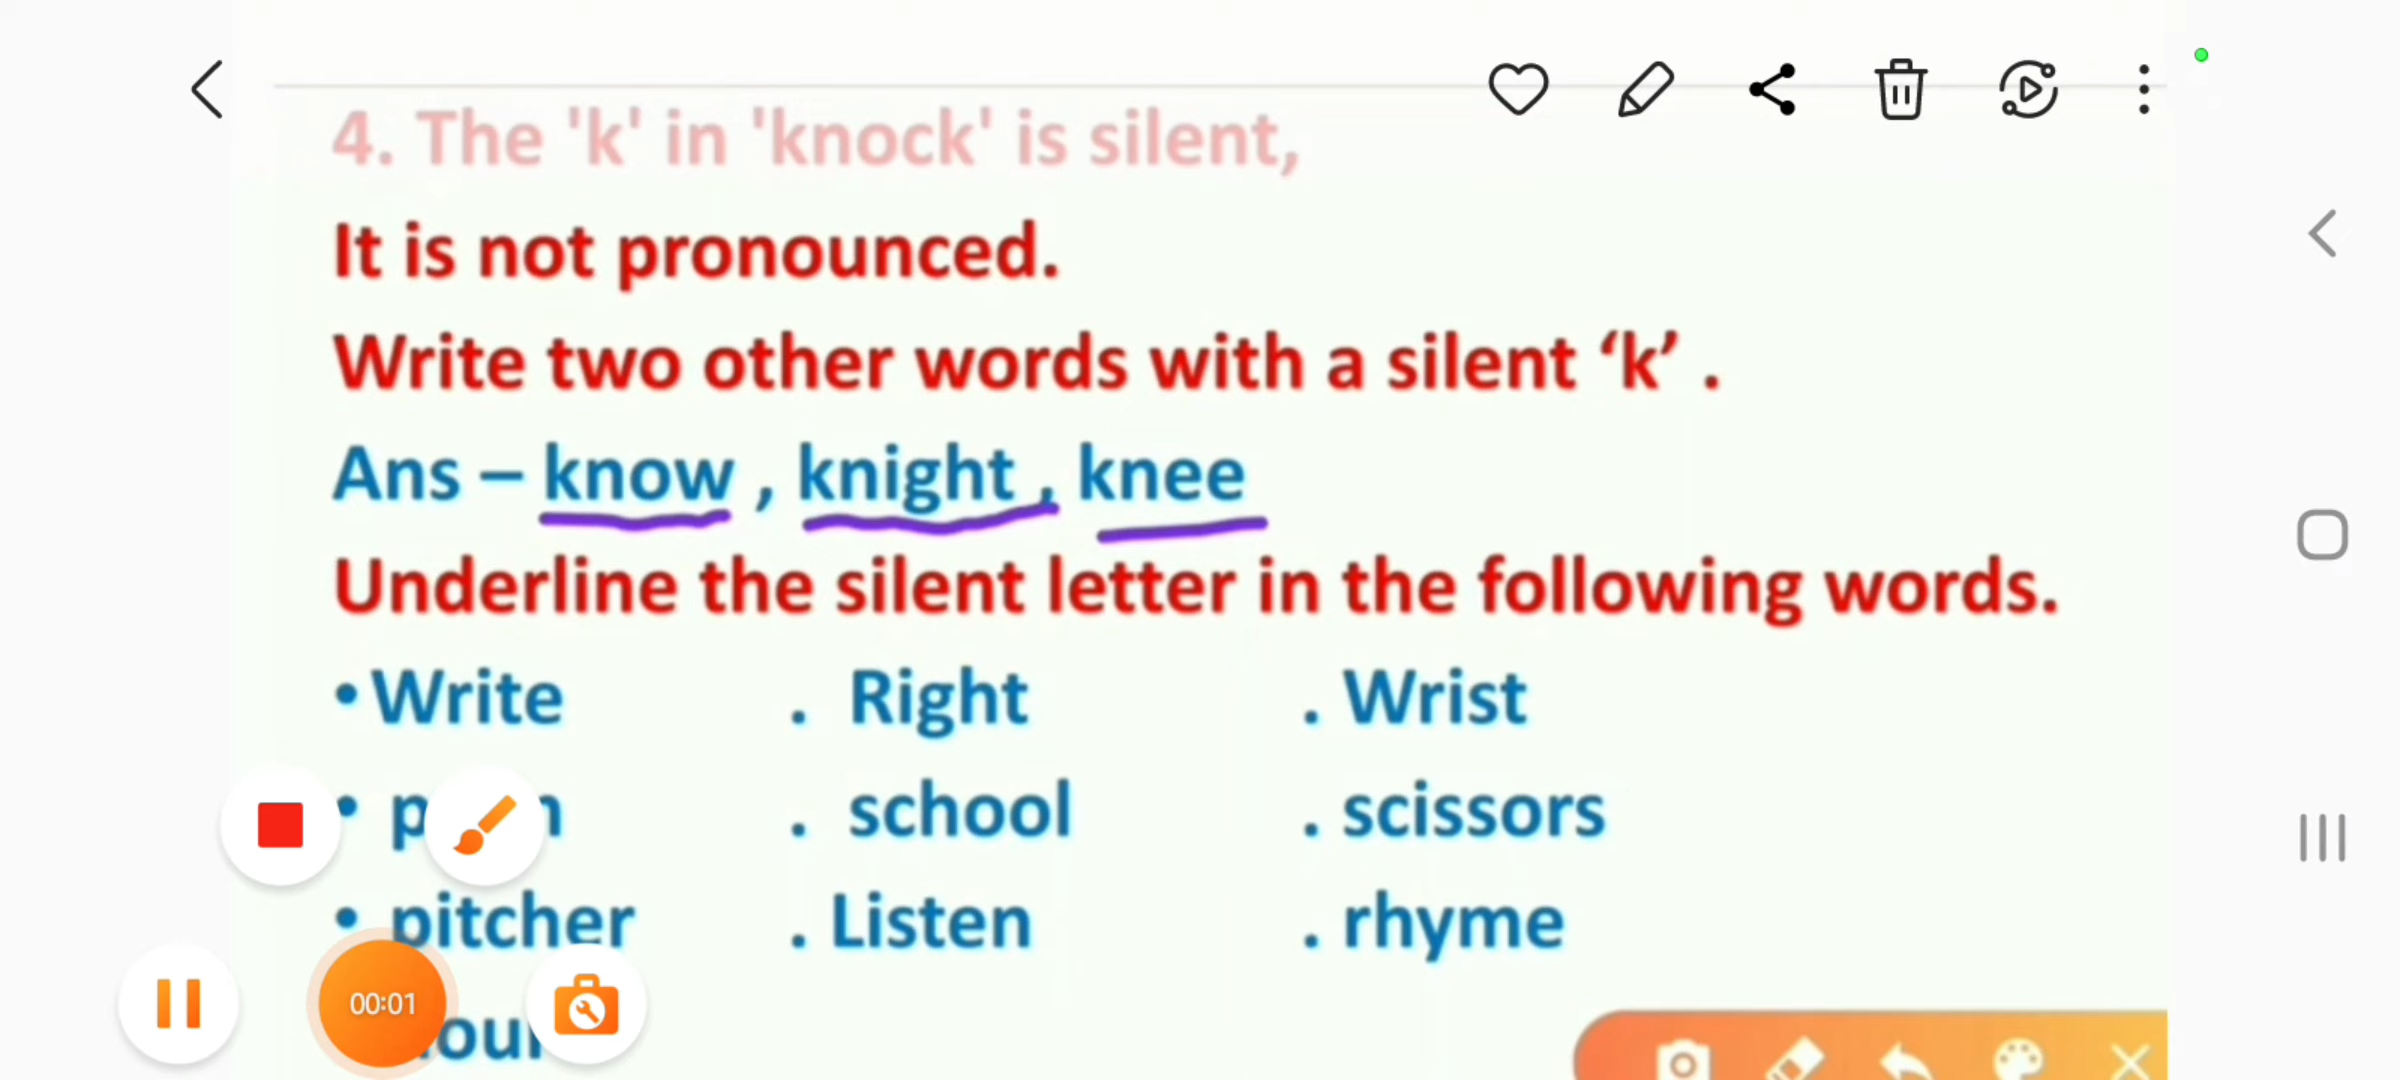 4. The 'k' in 'knock' is silent,
It is not pronounced.
Write two other words with a silent ‘k’ .
Ans – know , knight , knee
Underline the silent letter in the following words.
• Write . Right . Wrist
• . school . scissors
• pitcher . Listen . rhyme
00:01